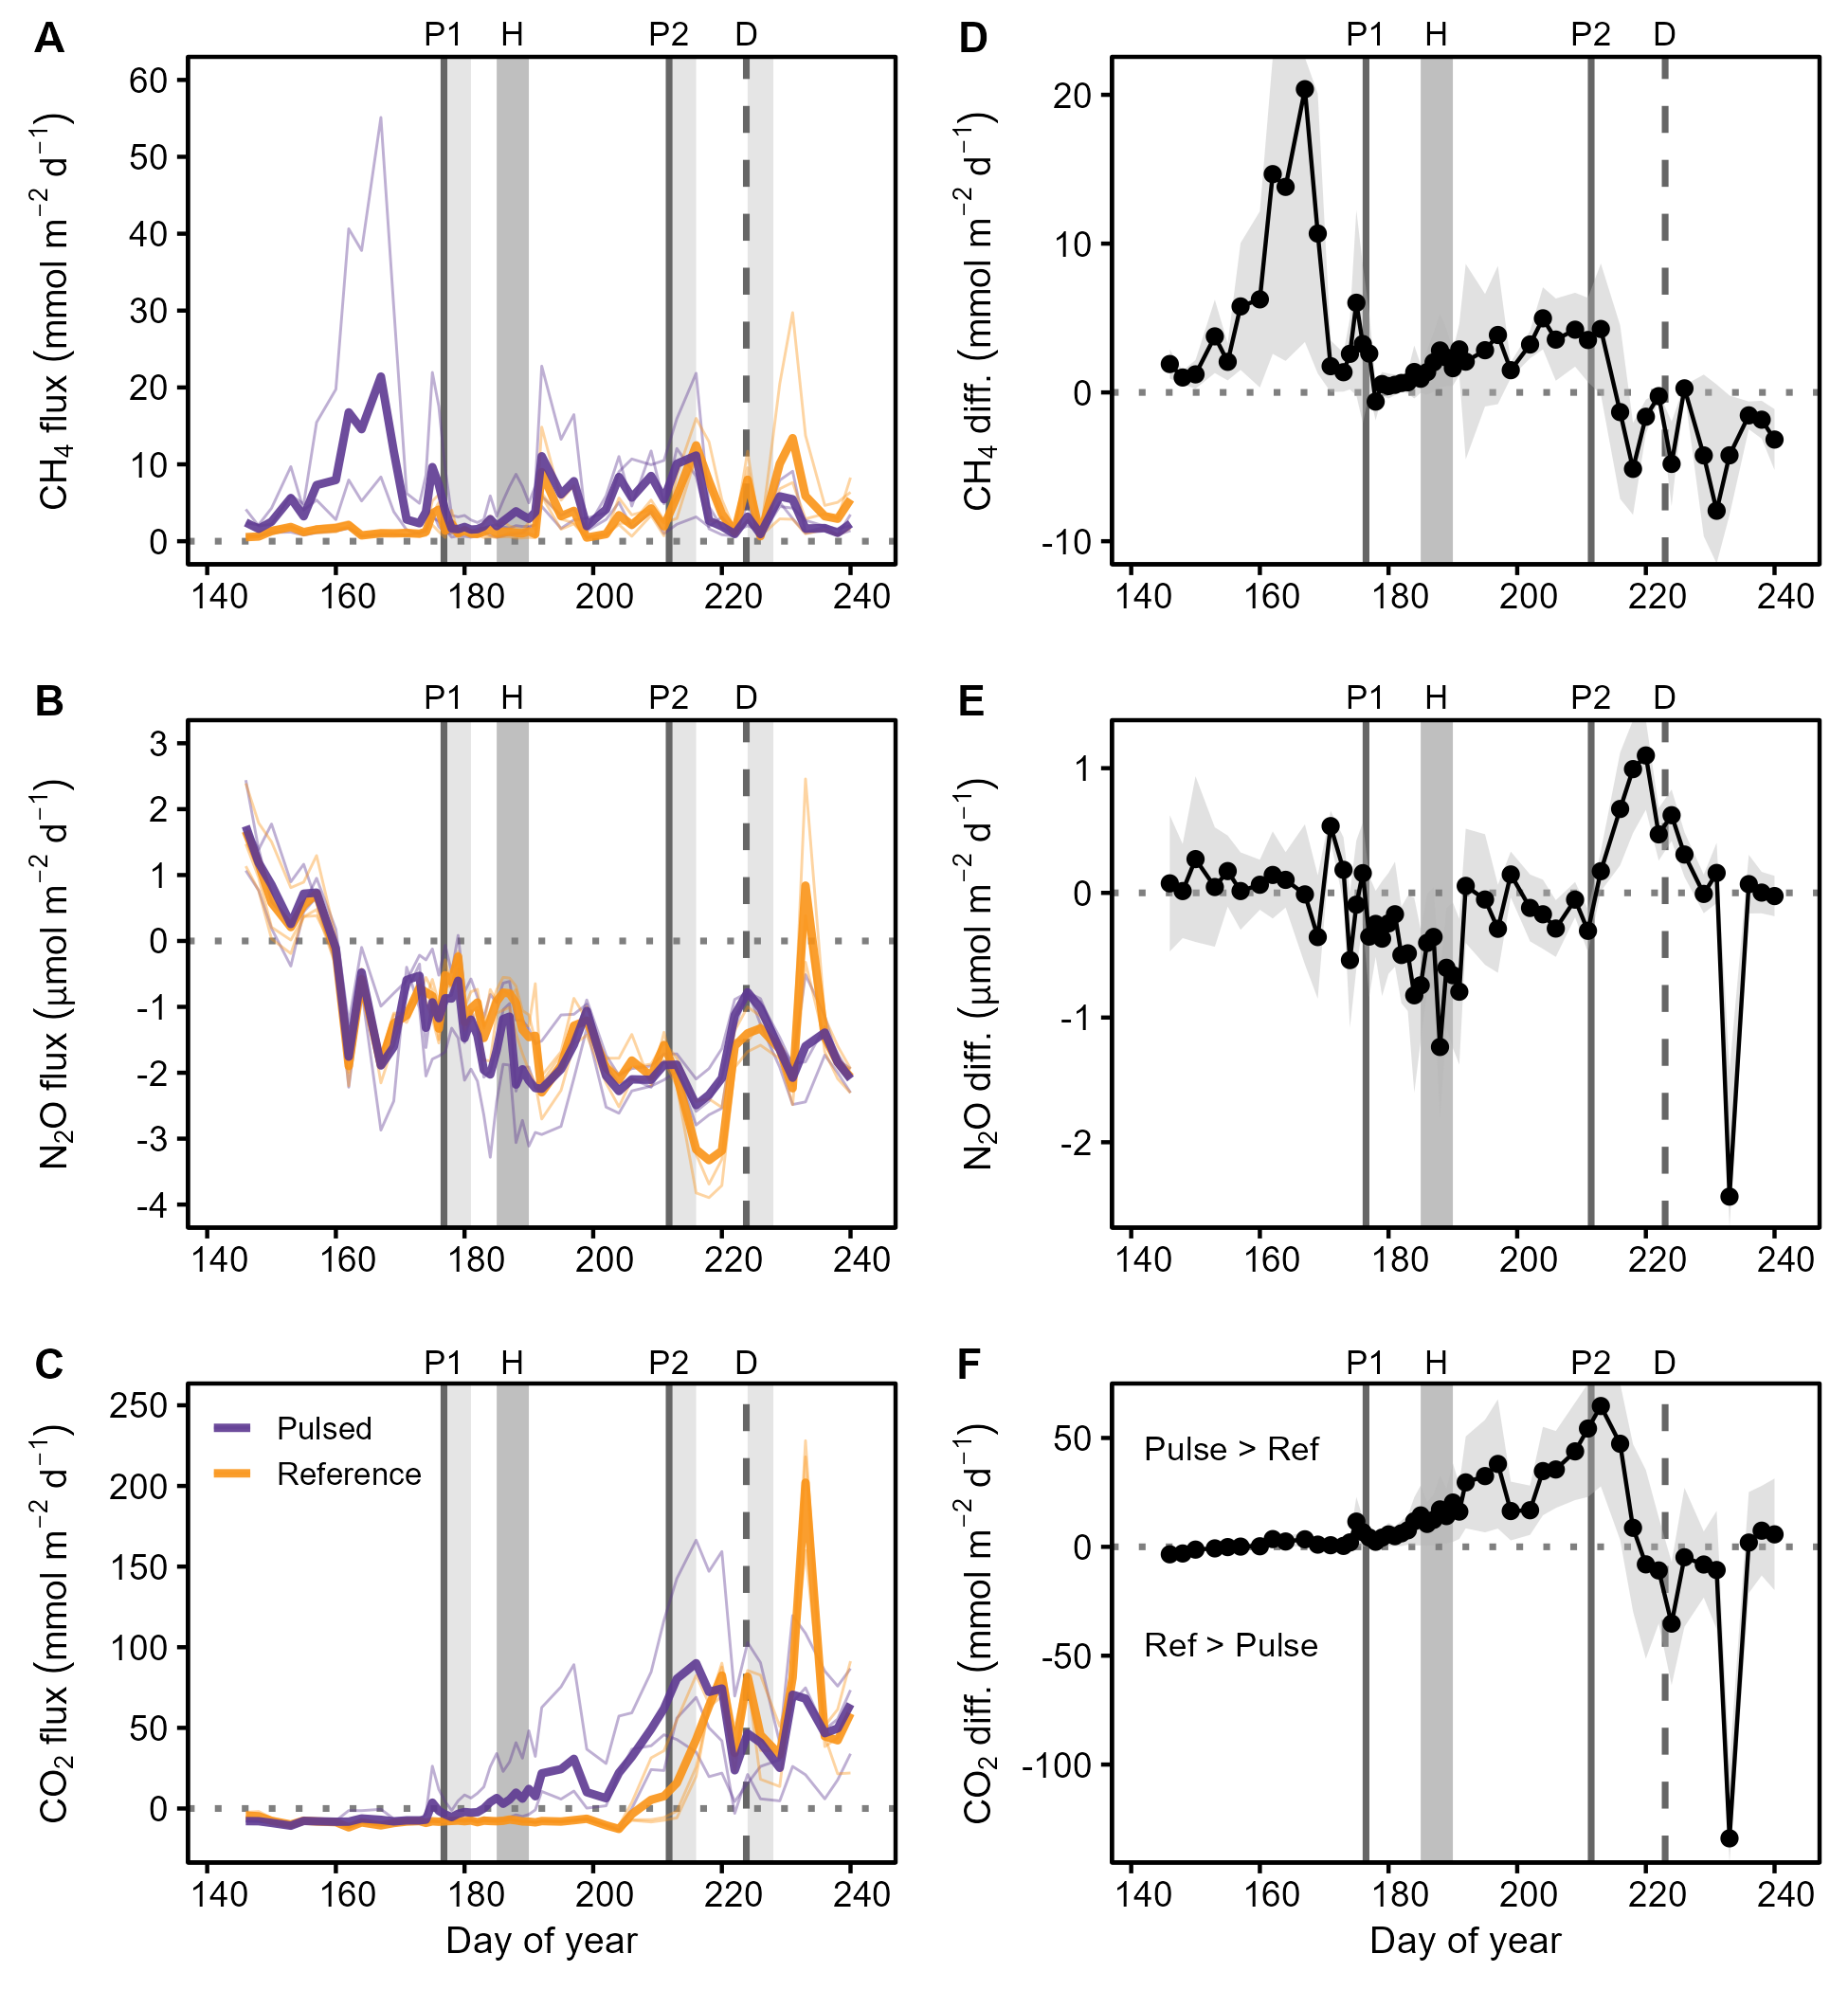 A
P1 H P2 D
60
50
40
30
20
10
0
CH₄ flux (mmol m⁻² d⁻¹)
140 160 180 200 220 240
D
P1 H P2 D
20
10
0
-10
CH₄ diff. (mmol m⁻² d⁻¹)
140 160 180 200 220 240
B
P1 H P2 D
3
2
1
0
-1
-2
-3
-4
N₂O flux (µmol m⁻² d⁻¹)
140 160 180 200 220 240
E
P1 H P2 D
1
0
-1
-2
N₂O diff. (µmol m⁻² d⁻¹)
140 160 180 200 220 240
C
P1 H P2 D
250
200
150
100
50
0
CO₂ flux (mmol m⁻² d⁻¹)
Pulsed
Reference
140 160 180 200 220 240
Day of year
F
P1 H P2 D
50
0
-50
-100
CO₂ diff. (mmol m⁻² d⁻¹)
Pulse > Ref
Ref > Pulse
140 160 180 200 220 240
Day of year